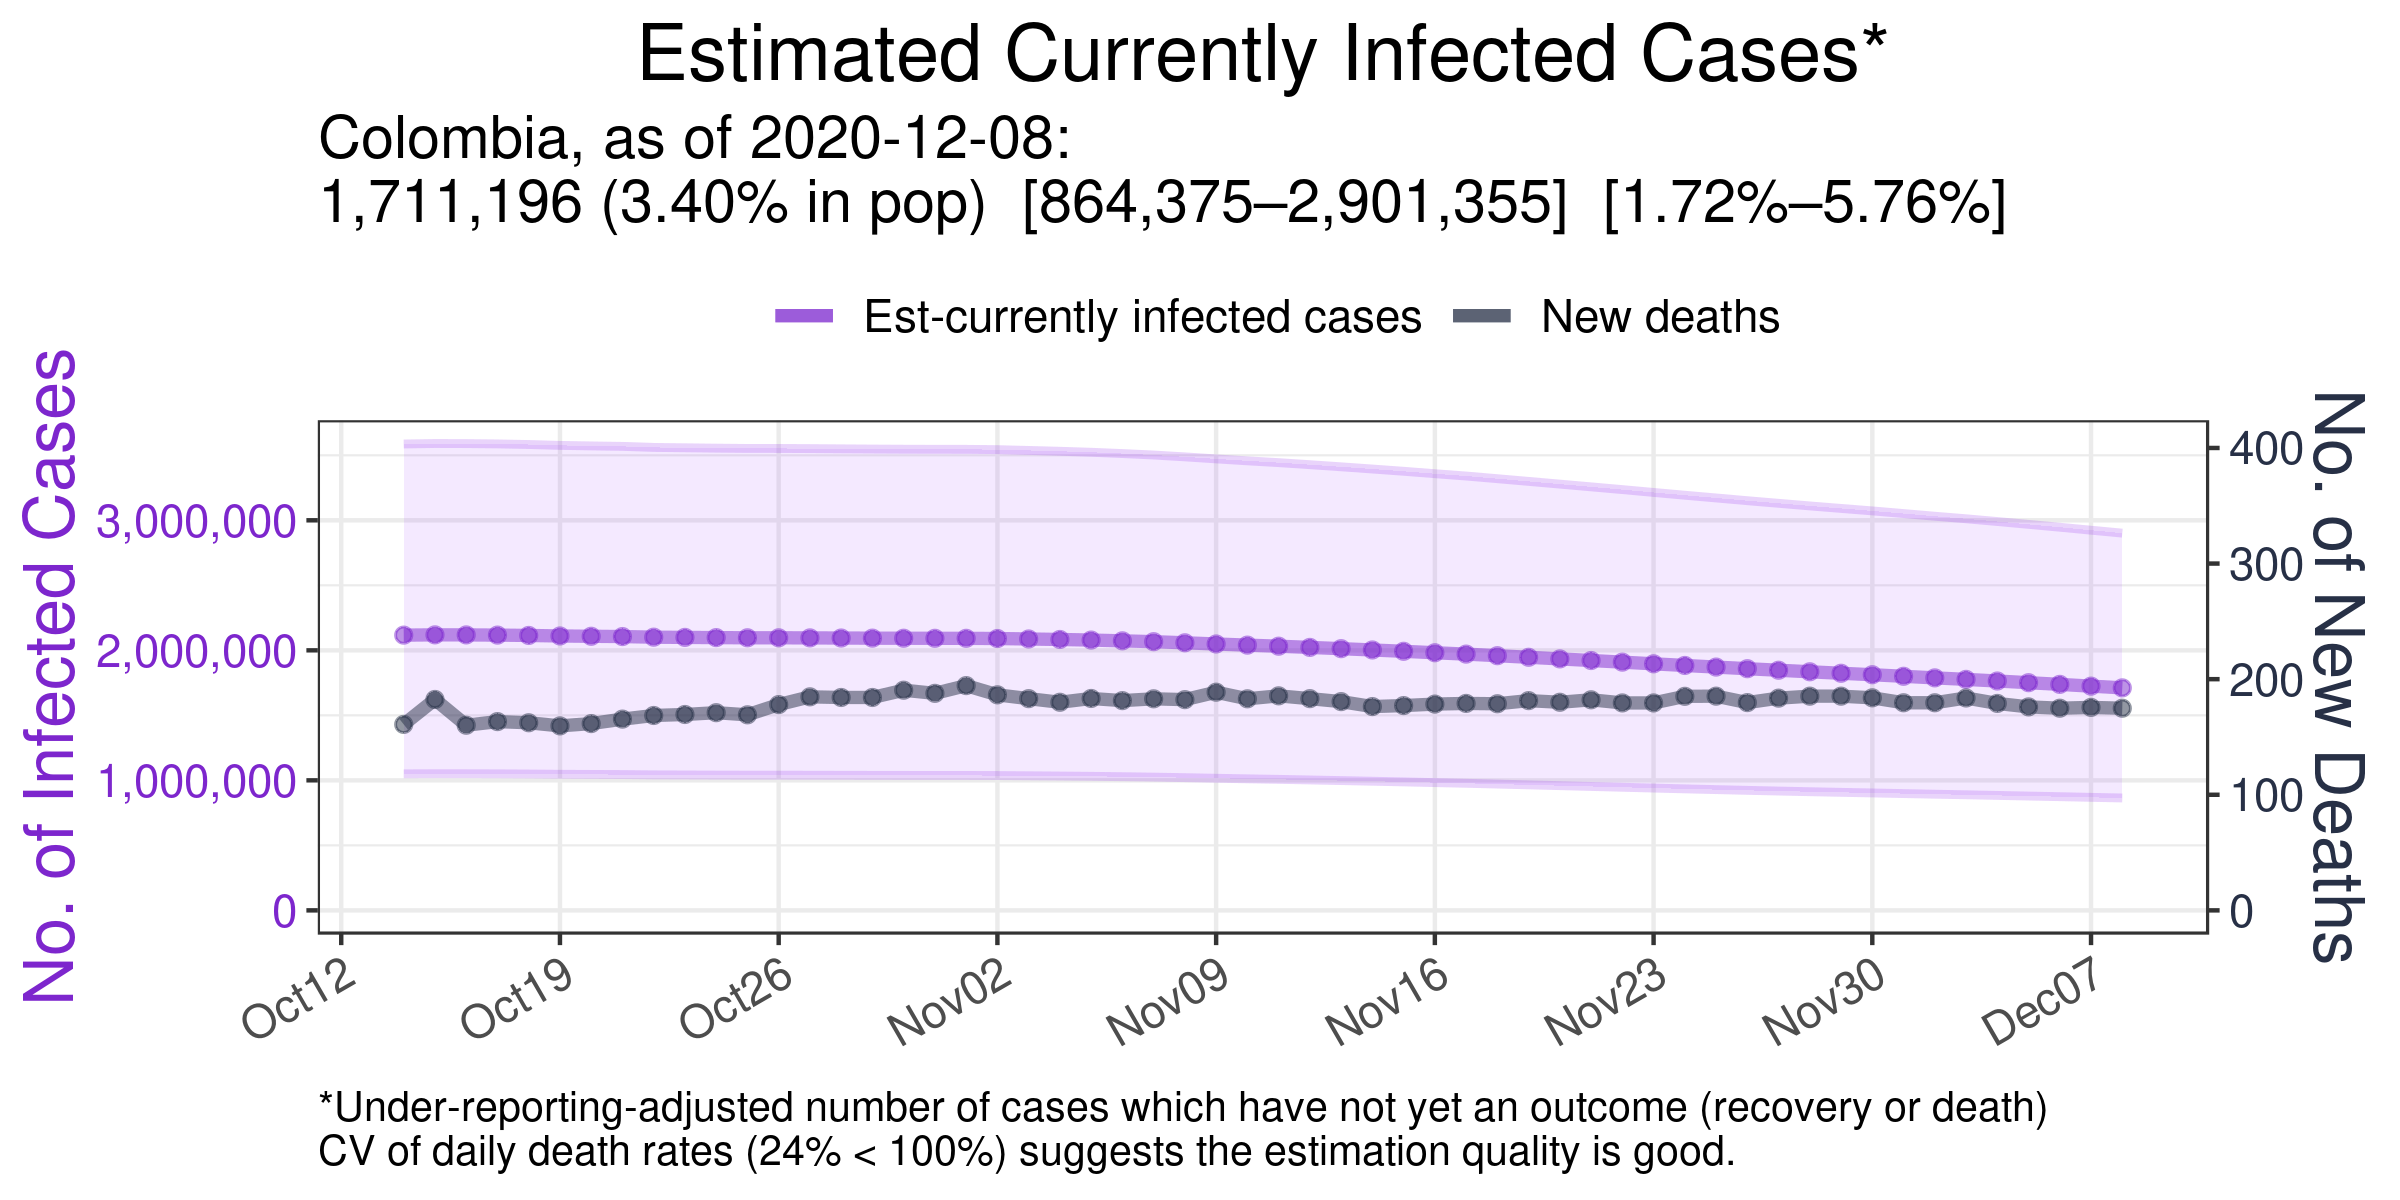 Estimated Currently Infected Cases*
Colombia, as of 2020-12-08:
1,711,196 (3.40% in pop)  [864,375–2,901,355]  [1.72%–5.76%]
Est-currently infected cases
New deaths
No. of Infected Cases
3,000,000
2,000,000
1,000,000
0
400
300
200
100
0
No. of New Deaths
Oct12
Oct19
Oct26
Nov02
Nov09
Nov16
Nov23
Nov30
Dec07
*Under-reporting-adjusted number of cases which have not yet an outcome (recovery or death)
CV of daily death rates (24% < 100%) suggests the estimation quality is good.